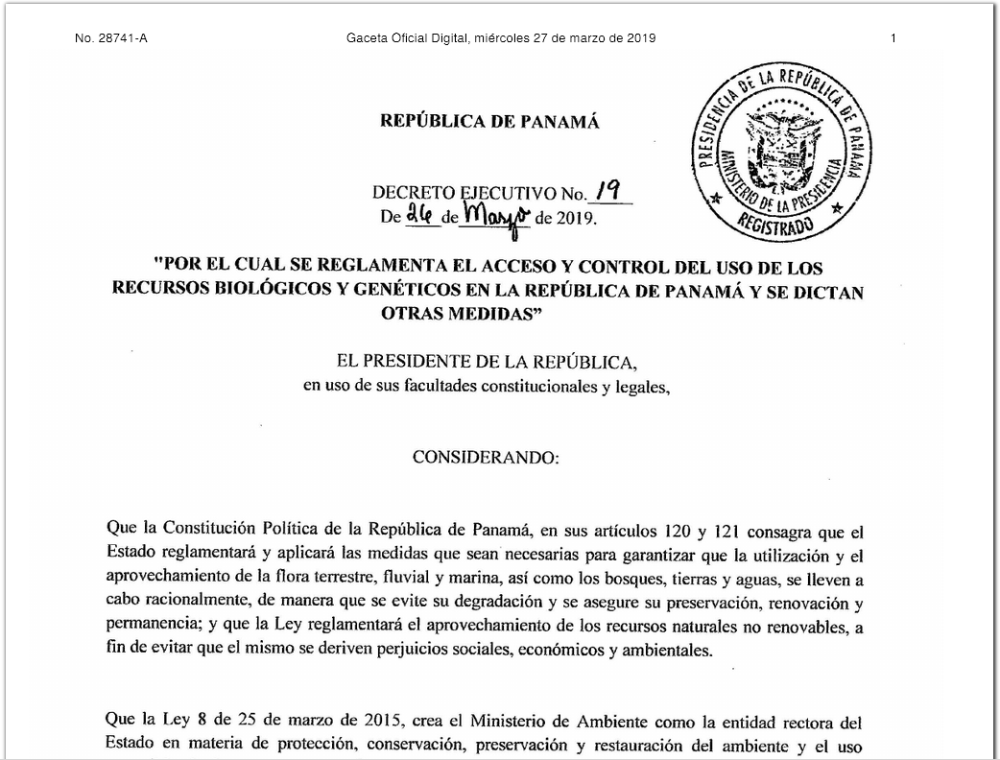 No. 28741-A Gaceta Oficial Digital, miércoles 27 de marzo de 2019 1
PRESIDENCIA DE LA REPÚBLICA DE PANAMÁ
MINISTERIO DE LA PRESIDENCIA
REGISTRADO
REPÚBLICA DE PANAMÁ
DECRETO EJECUTIVO No. 19
De 26 de Marzo de 2019.
"POR EL CUAL SE REGLAMENTA EL ACCESO Y CONTROL DEL USO DE LOS
RECURSOS BIOLÓGICOS Y GENÉTICOS EN LA REPÚBLICA DE PANAMÁ Y SE DICTAN
OTRAS MEDIDAS”
EL PRESIDENTE DE LA REPÚBLICA,
en uso de sus facultades constitucionales y legales,
CONSIDERANDO:
Que la Constitución Política de la República de Panamá, en sus artículos 120 y 121 consagra que el
Estado reglamentará y aplicará las medidas que sean necesarias para garantizar que la utilización y el
aprovechamiento de la flora terrestre, fluvial y marina, así como los bosques, tierras y aguas, se lleven a
cabo racionalmente, de manera que se evite su degradación y se asegure su preservación, renovación y
permanencia; y que la Ley reglamentará el aprovechamiento de los recursos naturales no renovables, a
fin de evitar que el mismo se deriven perjuicios sociales, económicos y ambientales.
Que la Ley 8 de 25 de marzo de 2015, crea el Ministerio de Ambiente como la entidad rectora del
Estado en materia de protección, conservación, preservación y restauración del ambiente y el uso